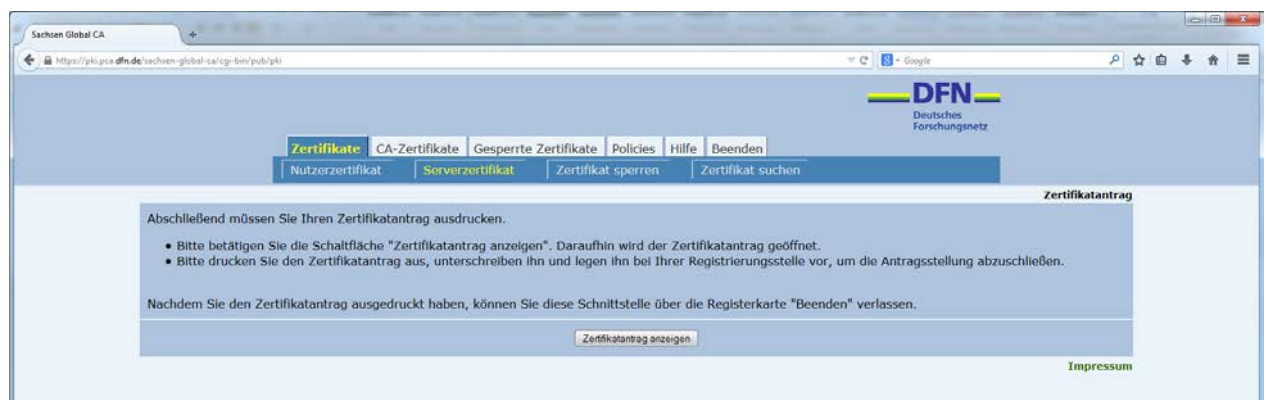 Sachsen Global CA
https://pki.pca.dfn.de/sachsen-global-ca/cgi-bin/pub/pki
Google
DFN
Deutsches
Forschungsnetz
Zertifikate CA-Zertifikate Gesperrte Zertifikate Policies Hilfe Beenden
Nutzerzertifikat Serverzertifikat Zertifikat sperren Zertifikat suchen
Zertifikatantrag
Abschließend müssen Sie Ihren Zertifikatantrag ausdrucken.
• Bitte betätigen Sie die Schaltfläche "Zertifikatantrag anzeigen". Daraufhin wird der Zertifikatantrag geöffnet.
• Bitte drucken Sie den Zertifikatantrag aus, unterschreiben ihn und legen ihn bei Ihrer Registrierungsstelle vor, um die Antragsstellung abzuschließen.
Nachdem Sie den Zertifikatantrag ausgedruckt haben, können Sie diese Schnittstelle über die Registerkarte "Beenden" verlassen.
Zertifikatantrag anzeigen
Impressum